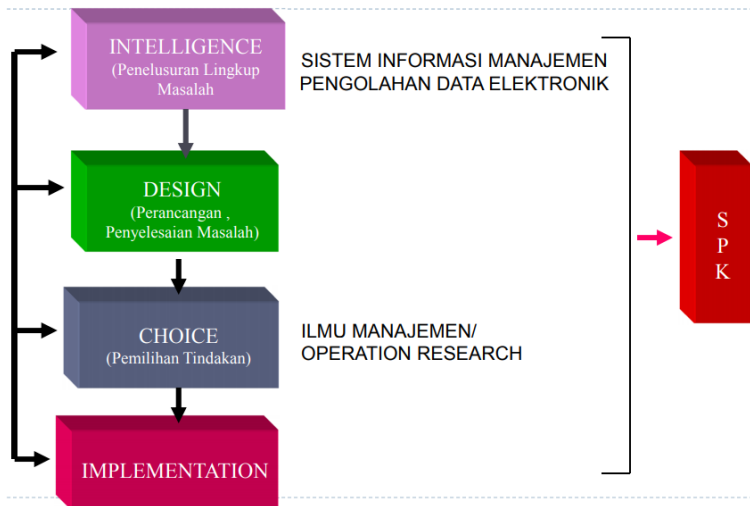 INTELLIGENCE
(Penelusuran Lingkup
Masalah
SISTEM INFORMASI MANAJEMEN
PENGOLAHAN DATA ELEKTRONIK
DESIGN
(Perancangan ,
Penyelesaian Masalah)
CHOICE
(Pemilihan Tindakan)
ILMU MANAJEMEN/
OPERATION RESEARCH
IMPLEMENTATION
S
P
K